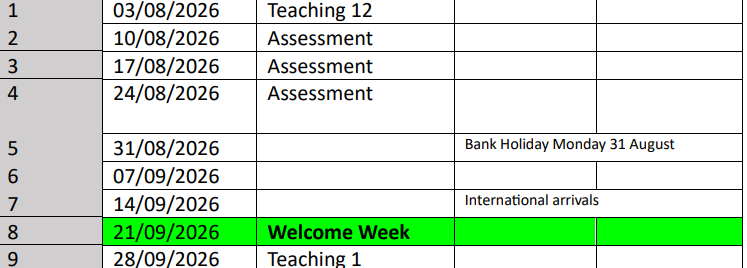 1 03/08/2026 Teaching 12
2 10/08/2026 Assessment
3 17/08/2026 Assessment
4 24/08/2026 Assessment
5 31/08/2026 Bank Holiday Monday 31 August
6 07/09/2026
7 14/09/2026 International arrivals
8 21/09/2026 Welcome Week
9 28/09/2026 Teaching 1